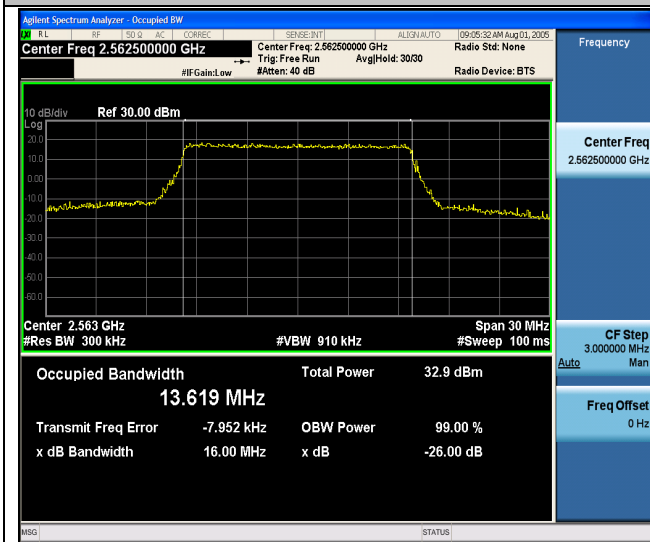 Agilent Spectrum Analyzer - Occupied BW
RL RF 50 Ω AC CORREC SENSE:INT ALIGNAUTO 09:05:32 AM Aug 01, 2005
Center Freq 2.562500000 GHz
Center Freq: 2.562500000 GHz
Radio Std: None
Trig: Free Run Avg|Hold: 30/30
#IFGain:Low
#Atten: 40 dB
Radio Device: BTS
10 dB/div Ref 30.00 dBm
Log
20.0
10.0
0.00
-10.0
-20.0
-30.0
-40.0
-50.0
-60.0
Center 2.563 GHz
Span 30 MHz
#Res BW 300 kHz
#VBW 910 kHz
#Sweep 100 ms
Occupied Bandwidth
Total Power 32.9 dBm
13.619 MHz
Transmit Freq Error -7.952 kHz
OBW Power 99.00 %
x dB Bandwidth 16.00 MHz
x dB -26.00 dB
MSG
STATUS
Frequency
Center Freq
2.562500000 GHz
CF Step
3.000000 MHz
Auto Man
Freq Offset
0 Hz